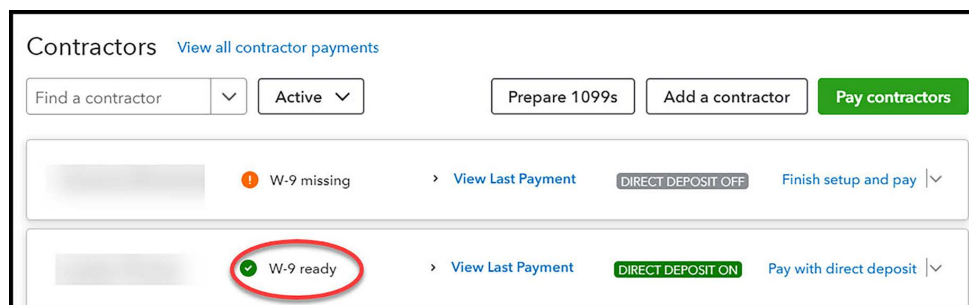 Contractors View all contractor payments
Find a contractor Active Prepare 1099s Add a contractor Pay contractors
W-9 missing View Last Payment DIRECT DEPOSIT OFF Finish setup and pay
W-9 ready View Last Payment DIRECT DEPOSIT ON Pay with direct deposit